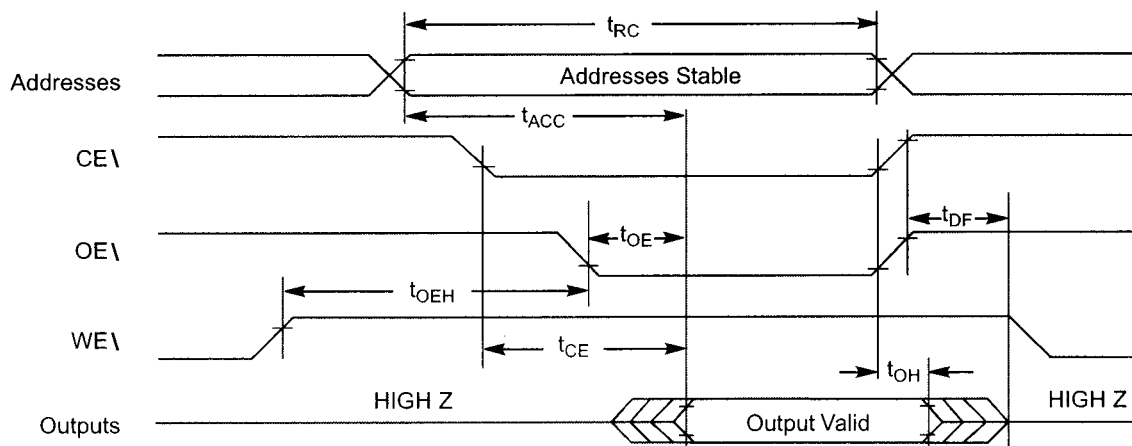 tRC
Addresses
Addresses Stable
tACC
CE\
tDF
OE\
tOE
tOEH
WE\
tCE
tOH
HIGH Z
HIGH Z
Outputs
Output Valid